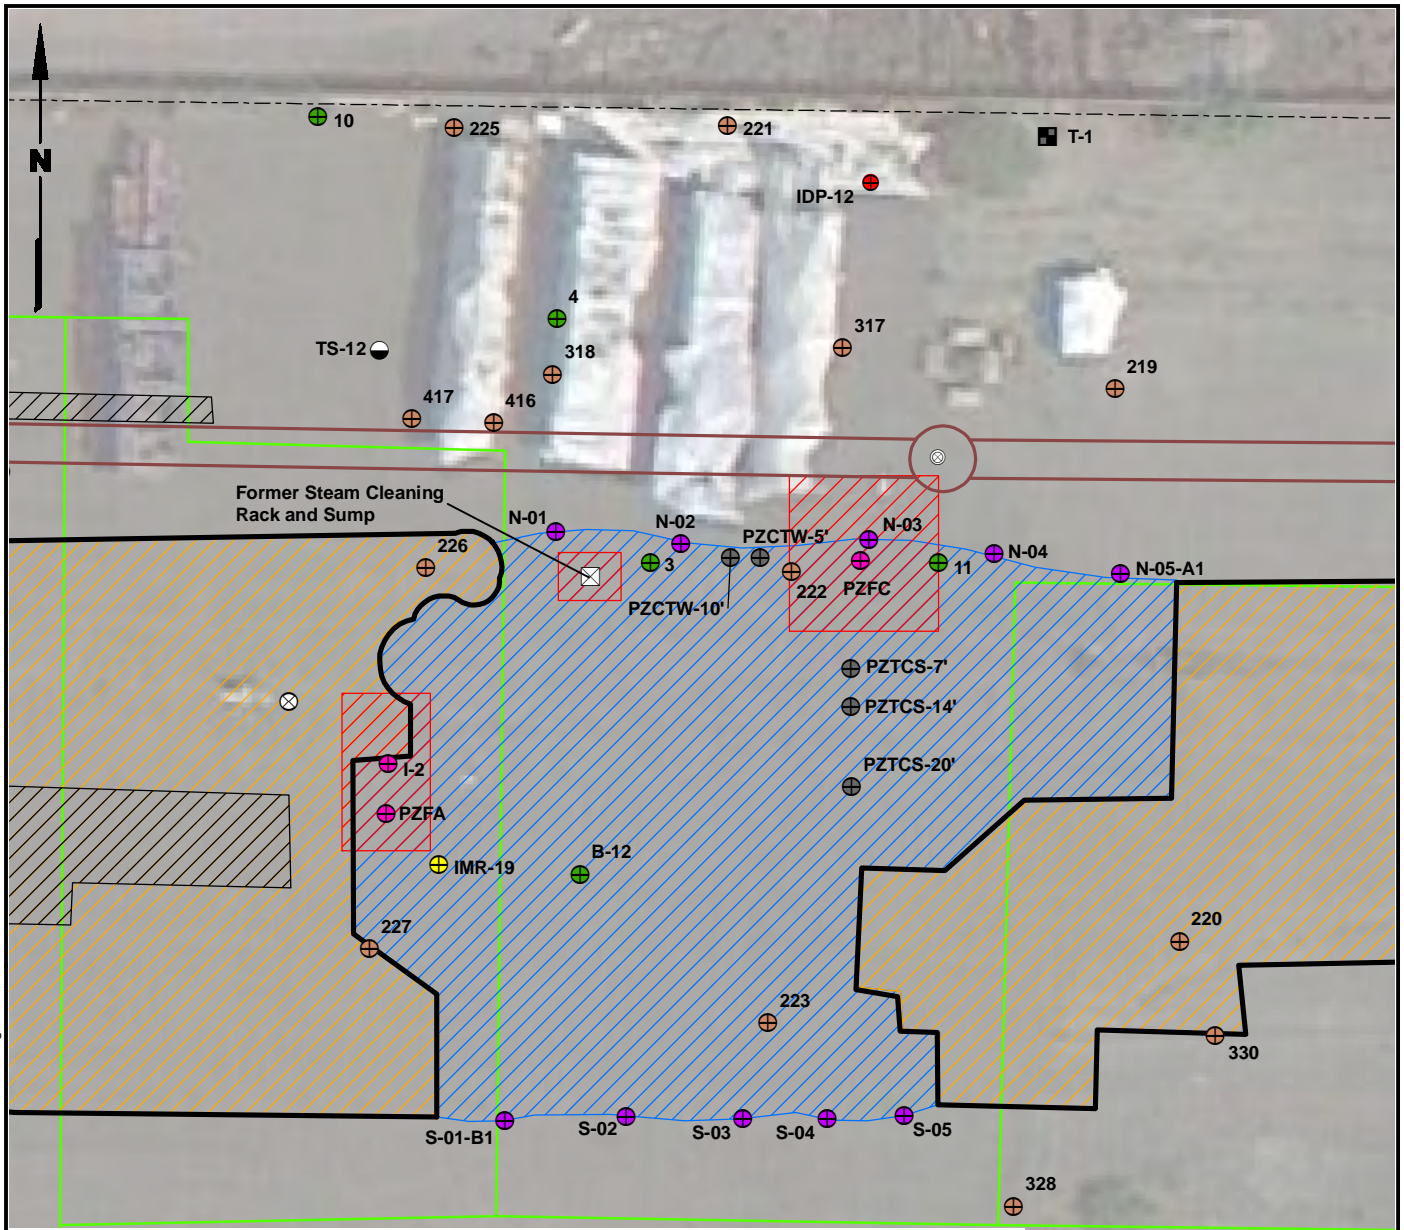 10
225
221
T-1
N
IDP-12
4
317
TS-12
318
219
417
416
Former Steam Cleaning
Rack and Sump
N-01
N-02
N-03
PZCTW-5'
226
N-04
3
11
N-05-A1
222
PZFC
PZCTW-10'
PZTCS-7'
PZTCS-14'
I-2
PZTCS-20'
PZFA
B-12
IMR-19
227
220
223
330
S-01-B1
S-02
S-03
S-04
S-05
328